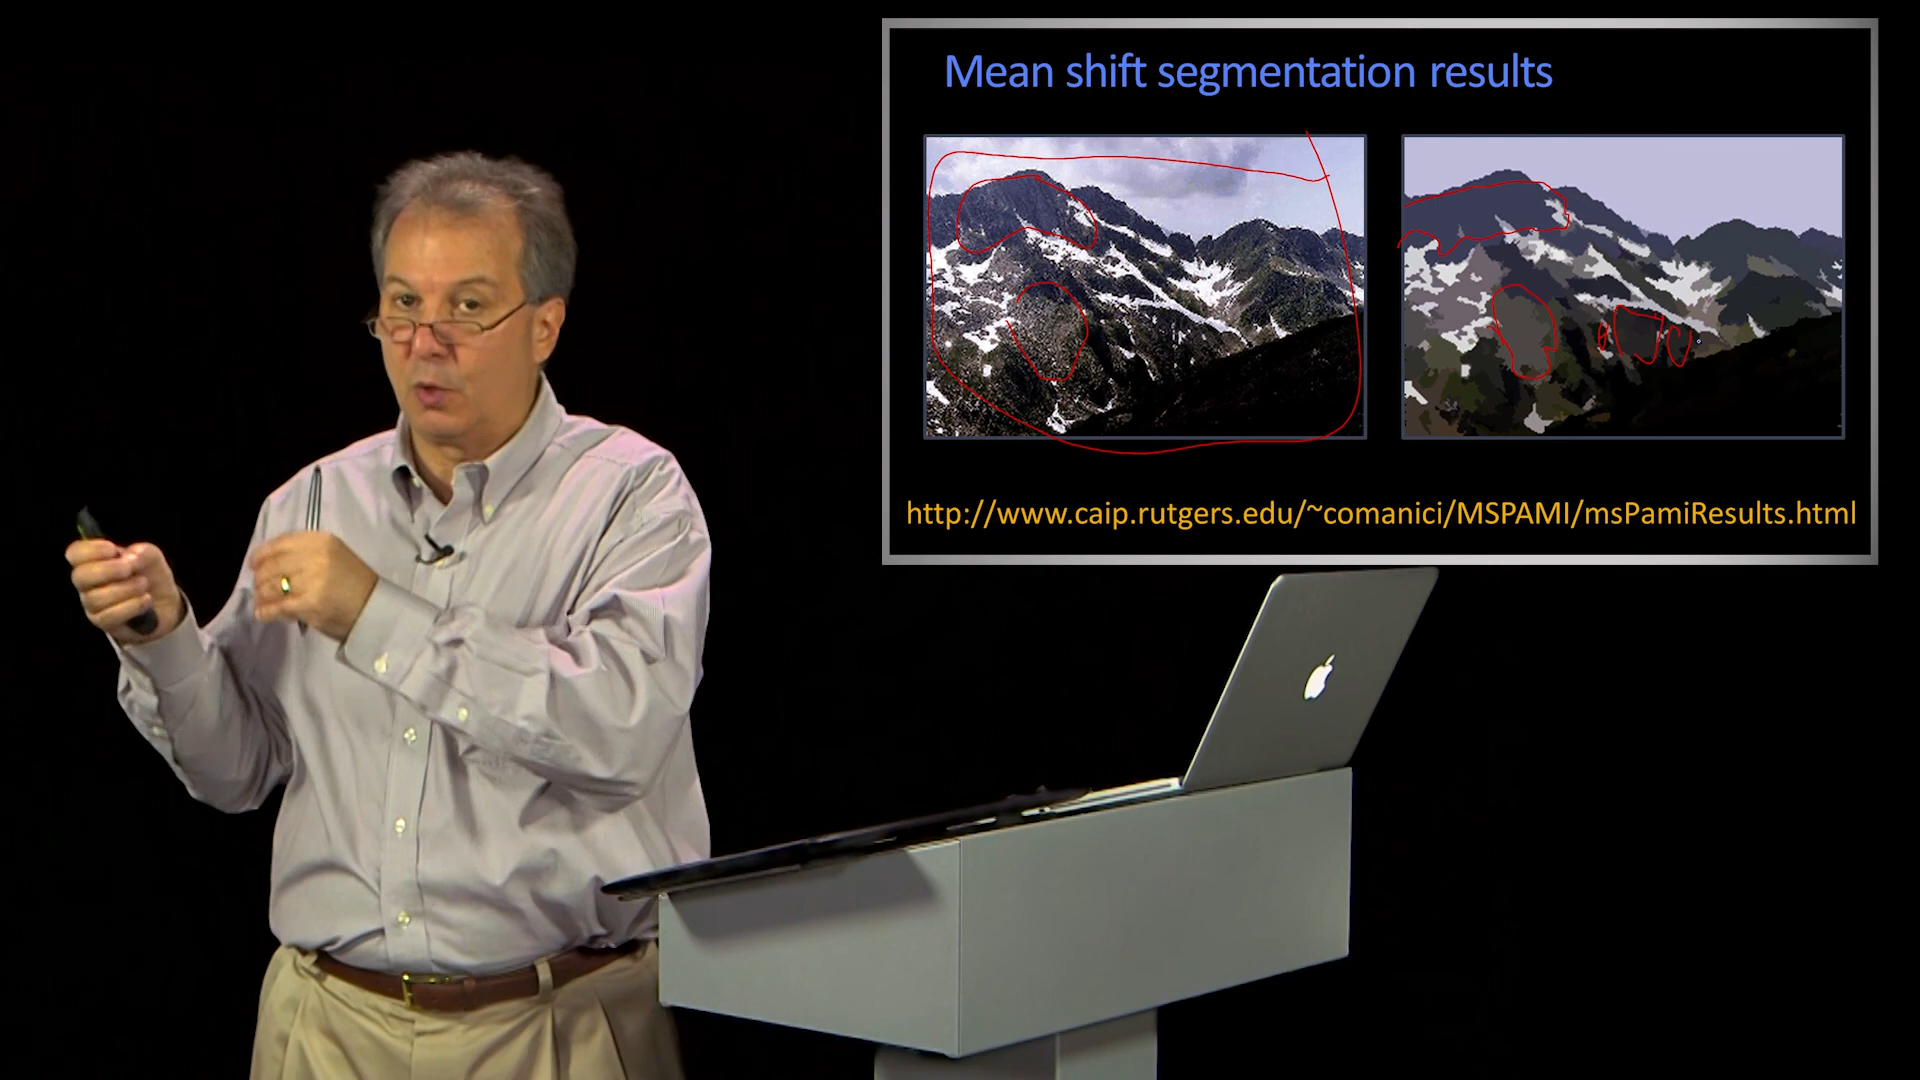 Mean shift segmentation results
http://www.caip.rutgers.edu/~comanici/MSPAMI/msPamiResults.html